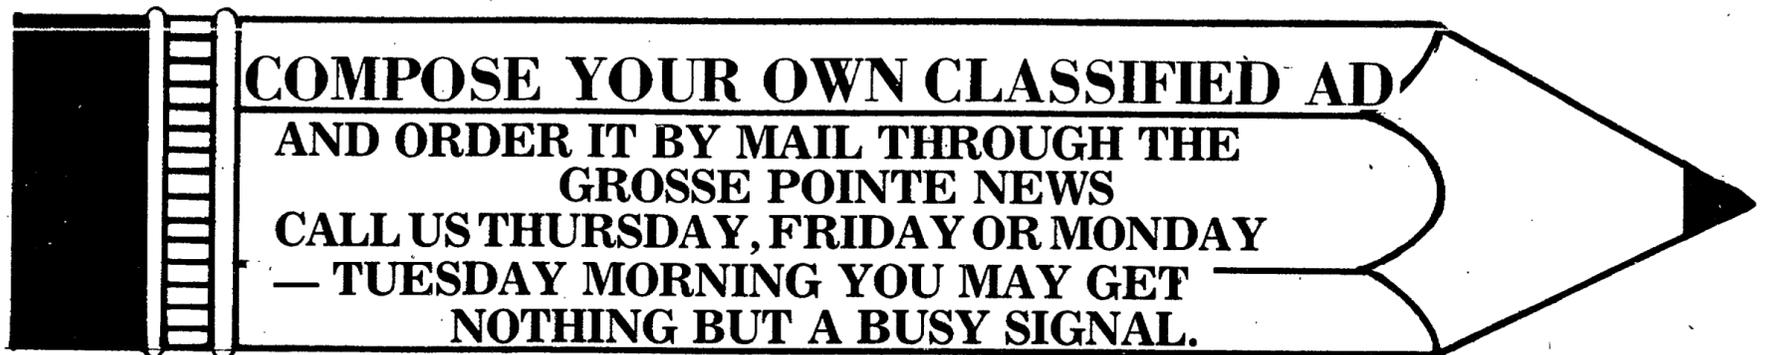 COMPOSE YOUR OWN CLASSIFIED AD
AND ORDER IT BY MAIL THROUGH THE
GROSSE POINTE NEWS
CALL US THURSDAY, FRIDAY OR MONDAY
— TUESDAY MORNING YOU MAY GET
NOTHING BUT A BUSY SIGNAL.